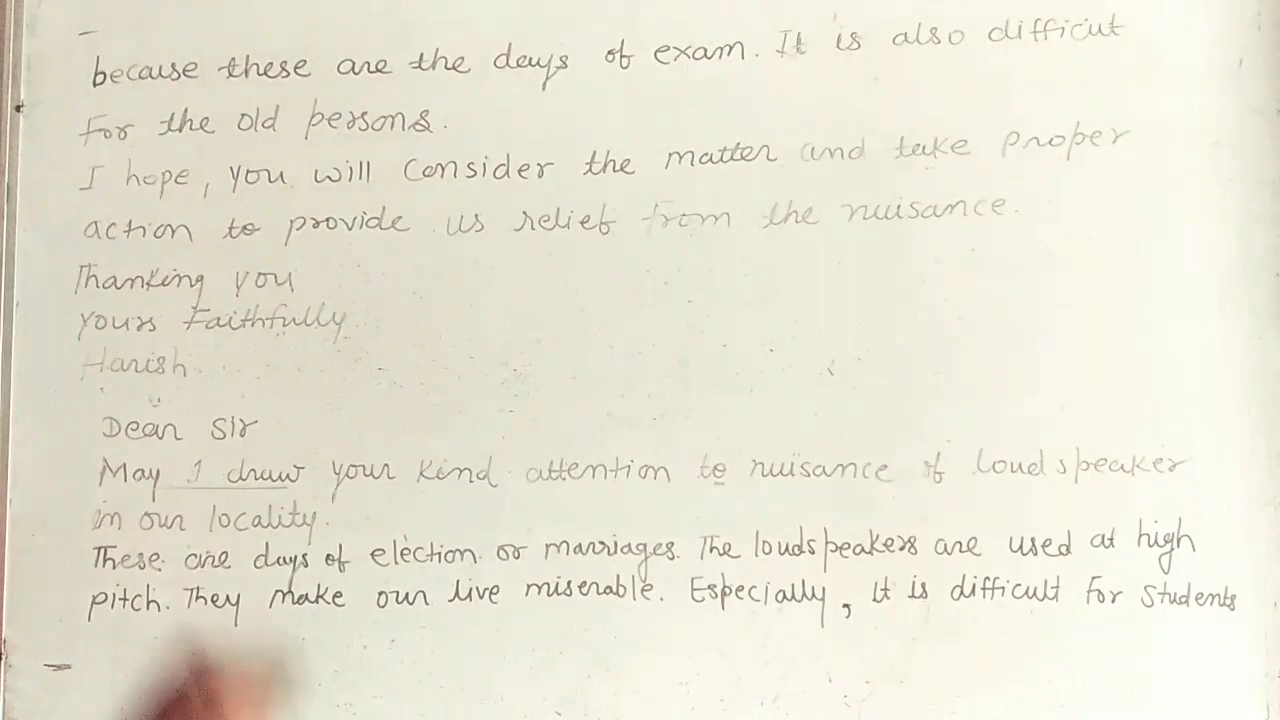 because these are the days of exam. It is also difficut
For the old persons.
I hope, you will consider the matter and take proper
action to provide us relief from the nuisance.
Thanking you
yours Faithfully
Harish
Dear Sir
May I draw your kind attention to nuisance of loudspeaker
in our locality.
These are days of election or marriages. The loudspeakers are used at high
pitch. They make our live miserable. Especially, it is difficult for students